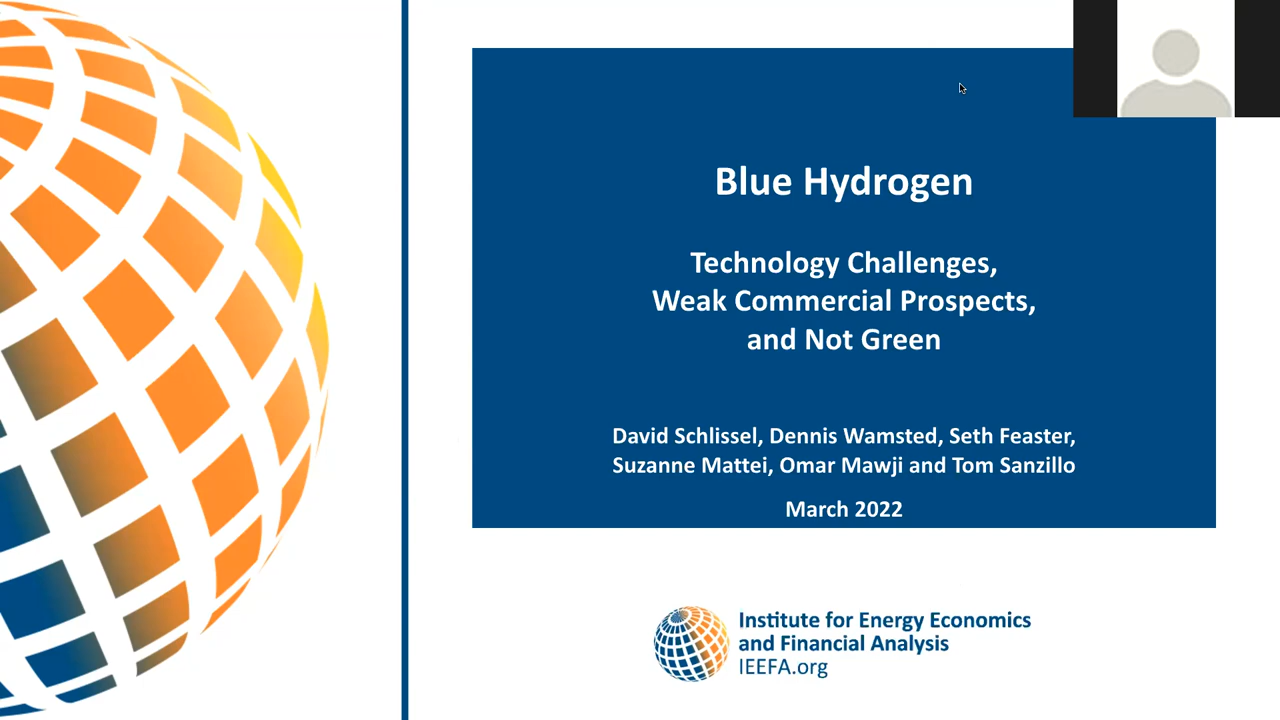 Blue Hydrogen
Technology Challenges,
Weak Commercial Prospects,
and Not Green
David Schlissel, Dennis Wamsted, Seth Feaster,
Suzanne Mattei, Omar Mawji and Tom Sanzillo
March 2022
Institute for Energy Economics
and Financial Analysis
IEEFA.org